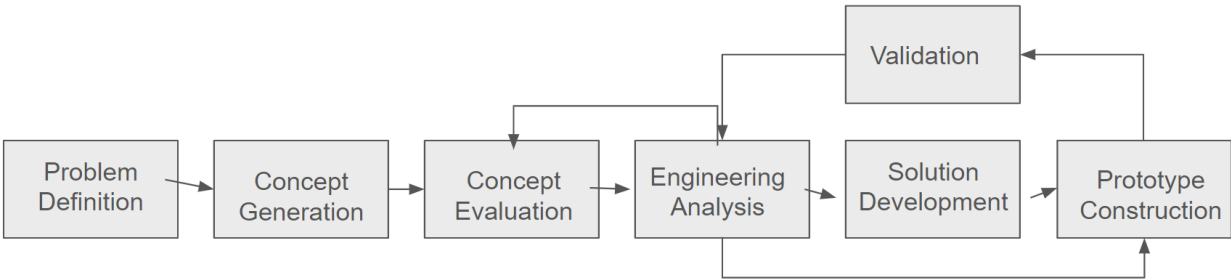 Validation
Problem
Definition
Concept
Generation
Concept
Evaluation
Engineering
Analysis
Solution
Development
Prototype
Construction